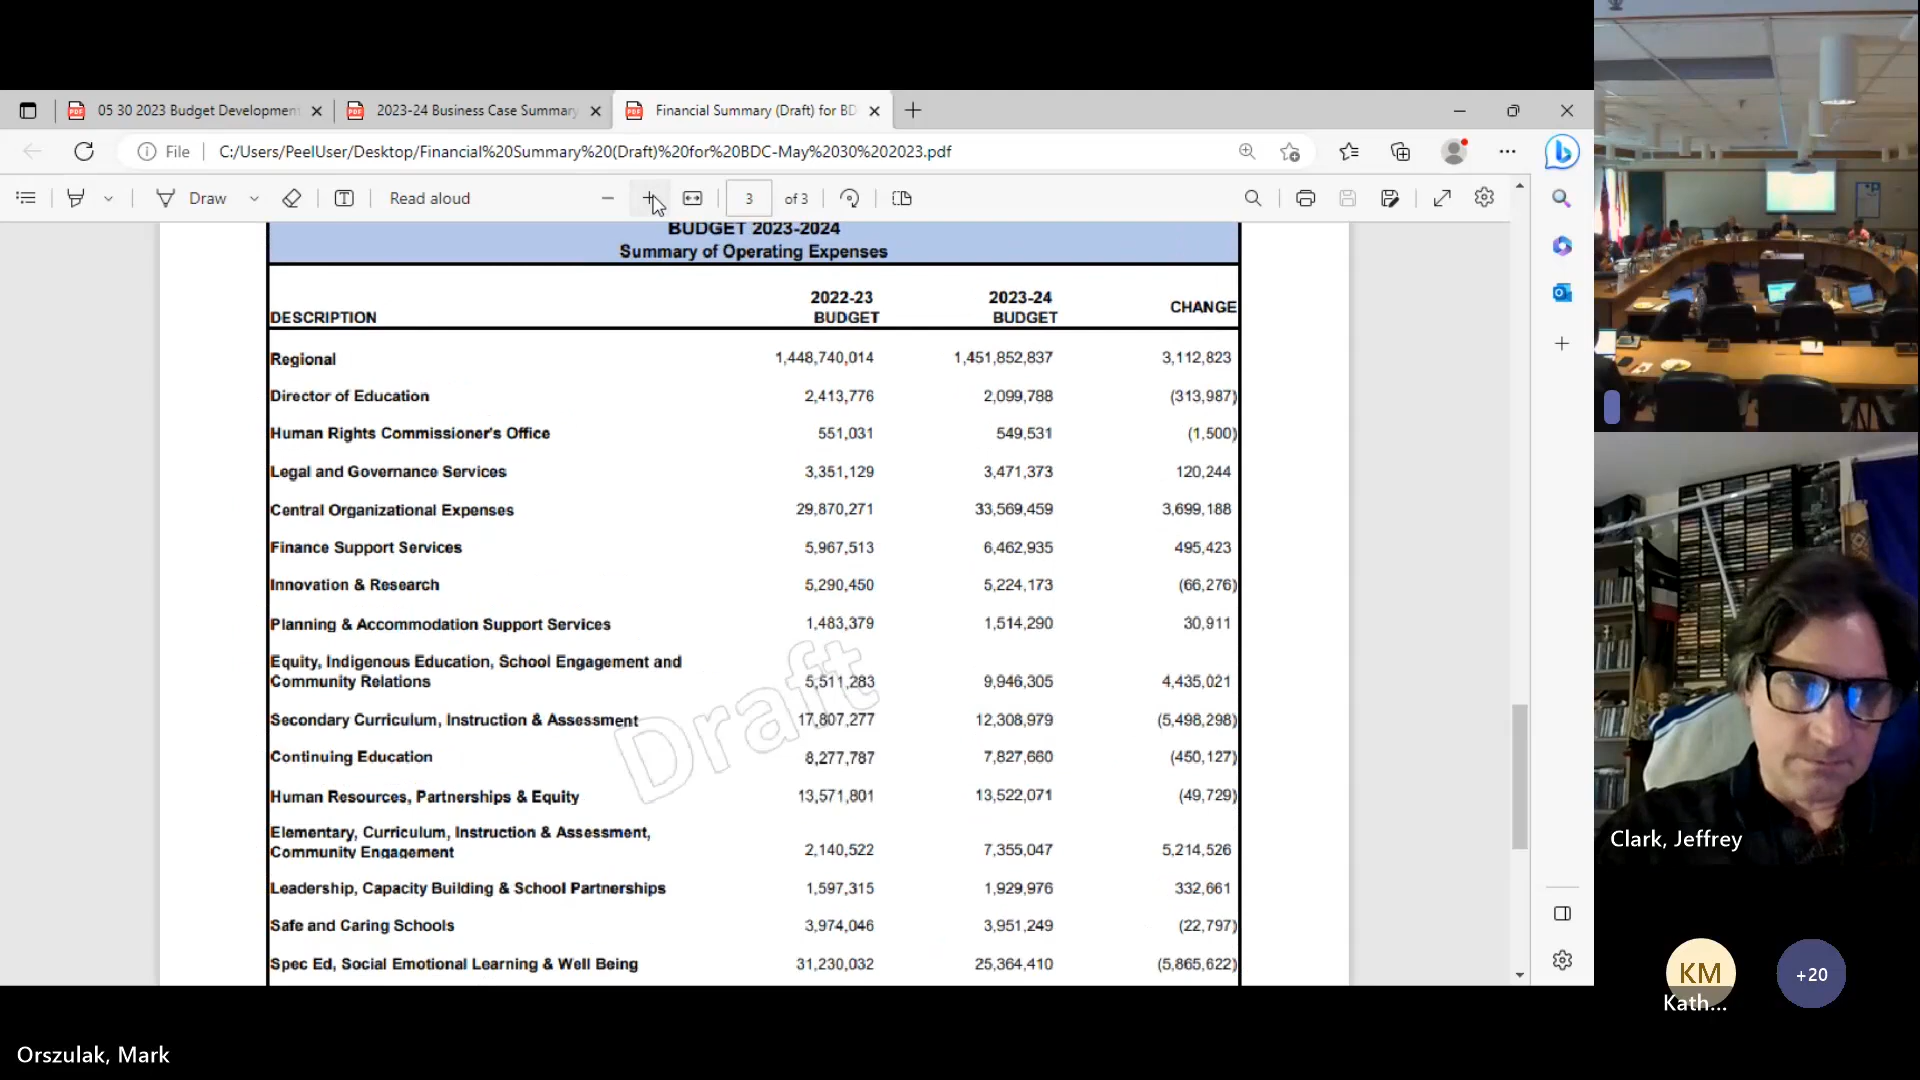 05 30 2023 Budget Developmen
2023-24 Business Case Summary
Financial Summary (Draft) for BD
File
C:/Users/PeelUser/Desktop/Financial%20Summary%20(Draft)%20for%20BDC-May%2030%202023.pdf
Draw
Read aloud
3
of 3
BUDGET 2023-2024
Summary of Operating Expenses
DESCRIPTION 2022-23 BUDGET 2023-24 BUDGET CHANGE
Regional 1,448,740,014 1,451,852,837 3,112,823
Director of Education 2,413,776 2,099,788 (313,987)
Human Rights Commissioner's Office 551,031 549,531 (1,500)
Legal and Governance Services 3,351,129 3,471,373 120,244
Central Organizational Expenses 29,870,271 33,569,459 3,699,188
Finance Support Services 5,967,513 6,462,935 495,423
Innovation & Research 5,290,450 5,224,173 (66,276)
Planning & Accommodation Support Services 1,483,379 1,514,290 30,911
Equity, Indigenous Education, School Engagement and
Community Relations 5,511,283 9,946,305 4,435,021
Secondary Curriculum, Instruction & Assessment 17,807,277 12,308,979 (5,498,298)
Continuing Education 8,277,787 7,827,660 (450,127)
Human Resources, Partnerships & Equity 13,571,801 13,522,071 (49,729)
Elementary, Curriculum, Instruction & Assessment,
Community Engagement 2,140,522 7,355,047 5,214,526
Leadership, Capacity Building & School Partnerships 1,597,315 1,929,976 332,661
Safe and Caring Schools 3,974,046 3,951,249 (22,797)
Spec Ed, Social Emotional Learning & Well Being 31,230,032 25,364,410 (5,865,622)
Draft
Clark, Jeffrey
KM
Kath...
+20
Orszulak, Mark